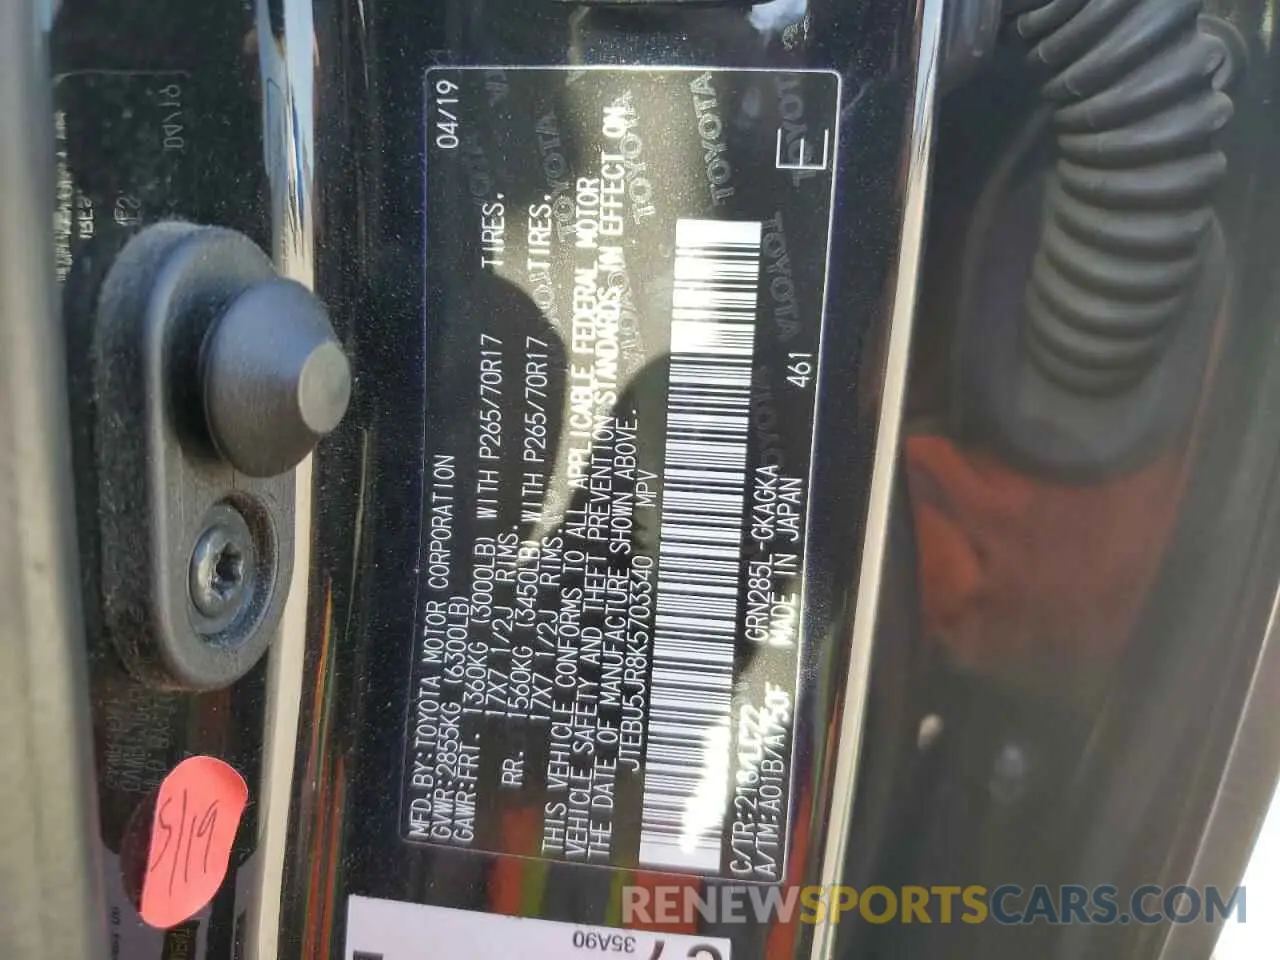 MFD.BY:TOYOTA MOTOR CORPORATION 04/19
GVWR:2855KG (6300LB)
GAWR:FRT. 1360KG (3000LB) WITH P265/70R17 TIRES,
17X7 1/2J RIMS.
RR. 1560KG (3450LB) WITH P265/70R17 TIRES,
17X7 1/2J RIMS.
THIS VEHICLE CONFORMS TO ALL APPLICABLE FEDERAL MOTOR
VEHICLE SAFETY AND THEFT PREVENTION STANDARDS IN EFFECT ON
THE DATE OF MANUFACTURE SHOWN ABOVE.
JTEBU5JR8K5703340 MPV
C/TR:218/LC22 GRN285L-GKAGKA 461
A/TM:A01B/A750F MADE IN JAPAN
TOYOTA
5/19
35A90
RENEWSPORTSCARS.COM